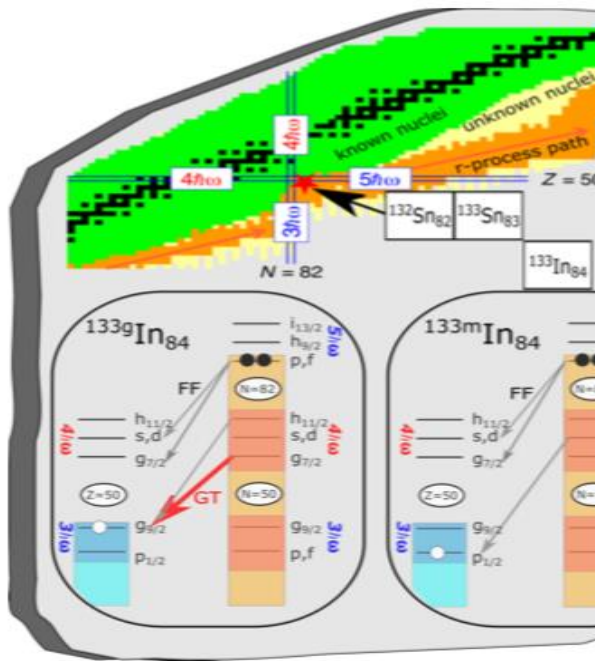 4ħω
known nuclei
unknown nuclei
4ħω
5ħω
r-process path
Z = 50
3ħω
¹³²Sn₈₂ ¹³³Sn₈₃
N = 82
¹³³In₈₄
¹³³ᵍIn₈₄
i₁₃/₂
h₉/₂
p,f
5ħω
FF
N=82
4ħω
h₁₁/₂
s,d
g₇/₂
h₁₁/₂
s,d
g₇/₂
4ħω
Z=50
GT
N=50
3ħω
g₉/₂
p₁/₂
g₉/₂
p,f
3ħω
¹³³ᵐIn₈₄
FF
4ħω
h₁₁/₂
s,d
g₇/₂
Z=50
3ħω
g₉/₂
p₁/₂